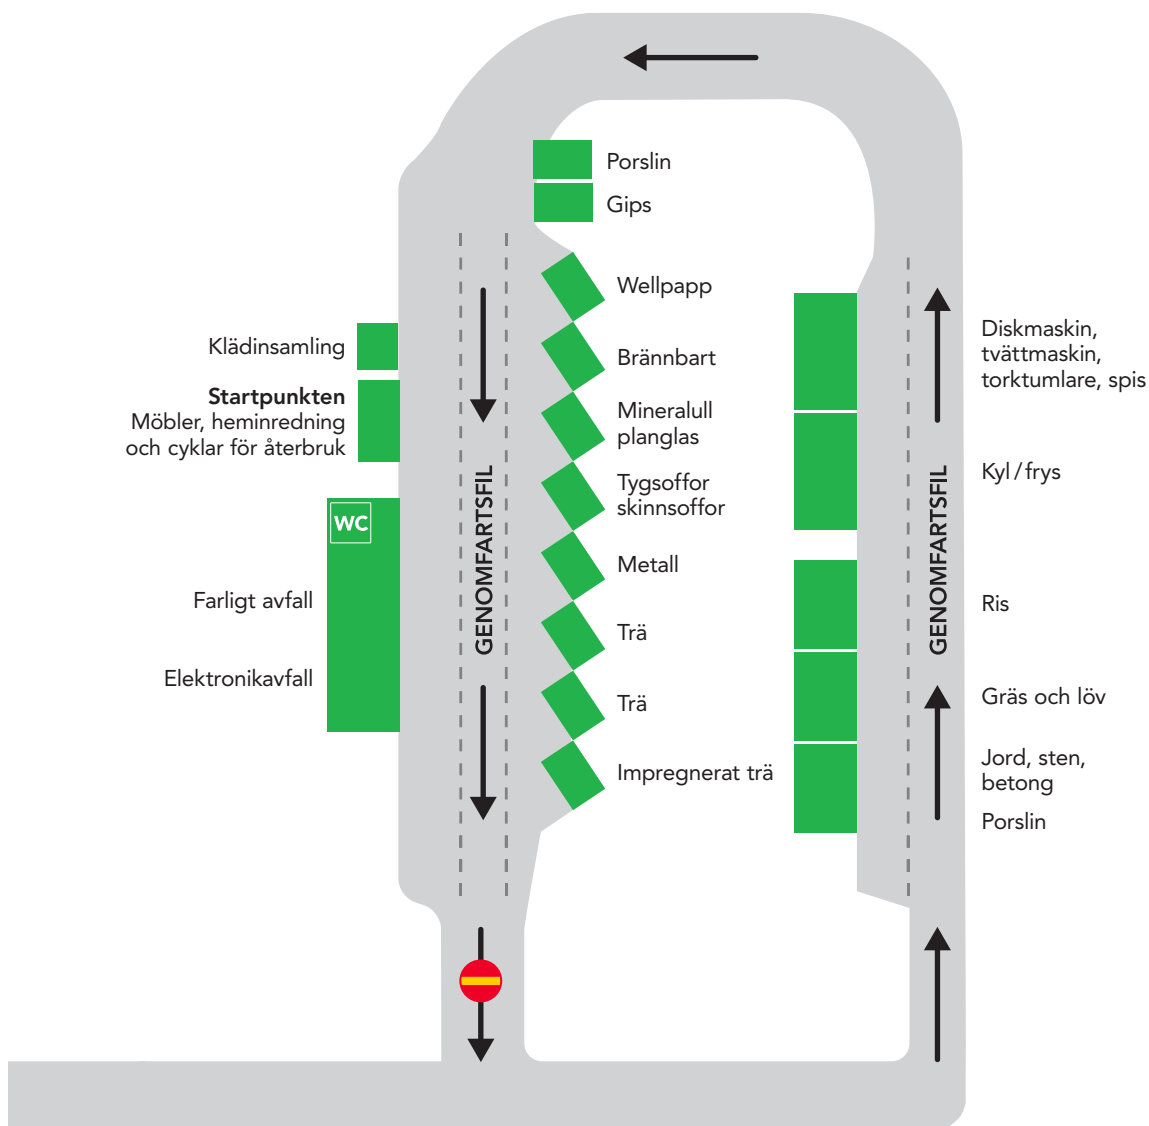 Porslin
Gips
Wellpapp
Brännbart
Mineralull
planglas
Tygsoffor
skinnsoffor
Metall
Trä
Trä
Impregnerat trä
Klädinsamling
Startpunkten
Möbler, heminredning
och cyklar för återbruk
WC
Farligt avfall
Elektronikavfall
GENOMFARTSFIL
GENOMFARTSFIL
Diskmaskin,
tvättmaskin,
torktumlare, spis
Kyl/frys
Ris
Gräs och löv
Jord, sten,
betong
Porslin